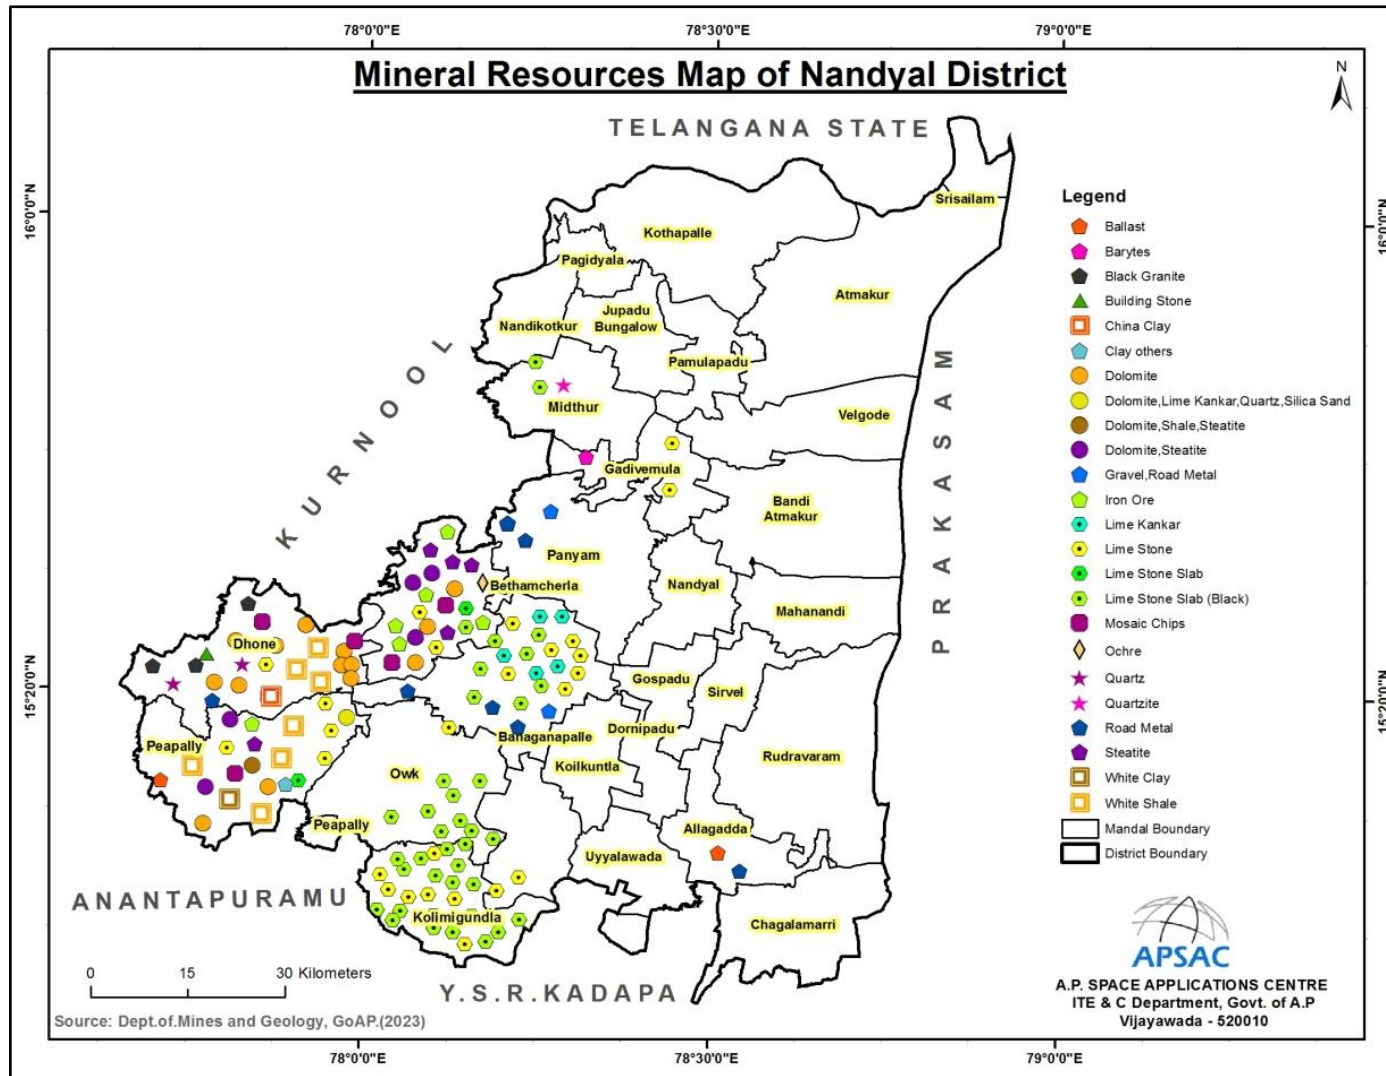 78°0'0"E
78°30'0"E
79°0'0"E
Mineral Resources Map of Nandyal District
N
TELANGANA STATE
16°0'0"N
16°0'0"N
Srisailam
Kothapalle
Pagidyala
Atmakur
Jupadu
Bungalow
Nandikotkur
Pamulapadu
KURNOOL
PRAKASAM
Midthur
Velgode
Gadivemula
Bandi
Atmakur
Panyam
Bethamcherla
Nandyal
Mahanandi
Dhone
Gospadu
Sirvel
15°20'0"N
15°20'0"N
Peapally
Banaganapalle
Dornipadu
Rudravaram
Owk
Koilkuntla
Peapally
Allagadda
Uyyalawada
ANANTAPURAMU
Kolimigundla
Chagalamarri
Y.S.R.KADAPA
Legend
Ballast
Barytes
Black Granite
Building Stone
China Clay
Clay others
Dolomite
Dolomite,Lime Kankar,Quartz,Silica Sand
Dolomite,Shale,Steatite
Dolomite,Steatite
Gravel,Road Metal
Iron Ore
Lime Kankar
Lime Stone
Lime Stone Slab
Lime Stone Slab (Black)
Mosaic Chips
Ochre
Quartz
Quartzite
Road Metal
Steatite
White Clay
White Shale
Mandal Boundary
District Boundary
APSAC
A.P. SPACE APPLICATIONS CENTRE
ITE & C Department, Govt. of A.P
Vijayawada - 520010
0 15 30 Kilometers
Source: Dept.of.Mines and Geology, GoAP.(2023)
78°0'0"E
78°30'0"E
79°0'0"E